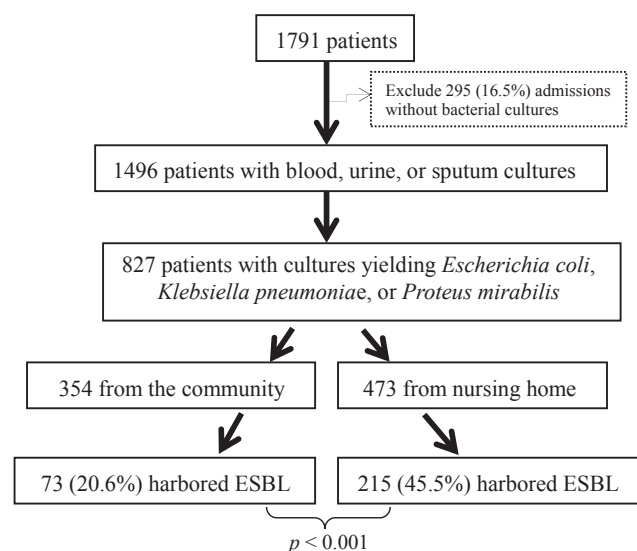 1791 patients
Exclude 295 (16.5%) admissions
without bacterial cultures
1496 patients with blood, urine, or sputum cultures
827 patients with cultures yielding Escherichia coli,
Klebsiella pneumoniae, or Proteus mirabilis
354 from the community
473 from nursing home
73 (20.6%) harbored ESBL
215 (45.5%) harbored ESBL
p < 0.001